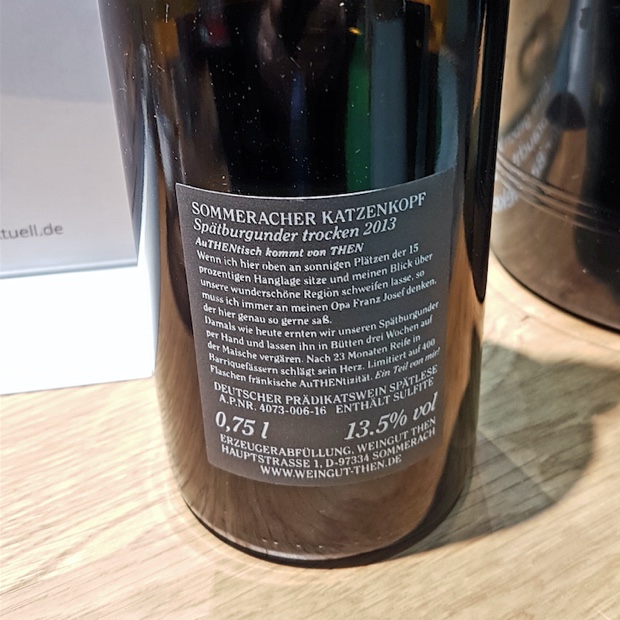 tuell.de
SOMMERACHER KATZENKOPF
Spätburgunder trocken 2013
AuTHENtisch kommt von THEN
Wenn ich hier oben an sonnigen Plätzen der 15
prozentigen Hanglage sitze und meinen Blick über
unsere wunderschöne Region schweifen lasse, so
muss ich immer an meinen Opa Franz Josef denken,
der hier genau so gerne saß.
Damals wie heute ernten wir unseren Spätburgunder
per Hand und lassen ihn in Bütten drei Wochen auf
der Maische vergären. Nach 23 Monaten Reife in
Barriquefässern schlägt sein Herz. Limitiert auf 400
Flaschen fränkische AuTHENtizität. Ein Teil von mir!
DEUTSCHER PRÄDIKATSWEIN SPÄTLESE
A.P.NR. 4073-006-16 ENTHÄLT SULFITE
0,75 l 13.5% vol
ERZEUGERABFÜLLUNG. WEINGUT THEN
HAUPTSTRASSE 1, D-97334 SOMMERACH
WWW.WEINGUT-THEN.DE